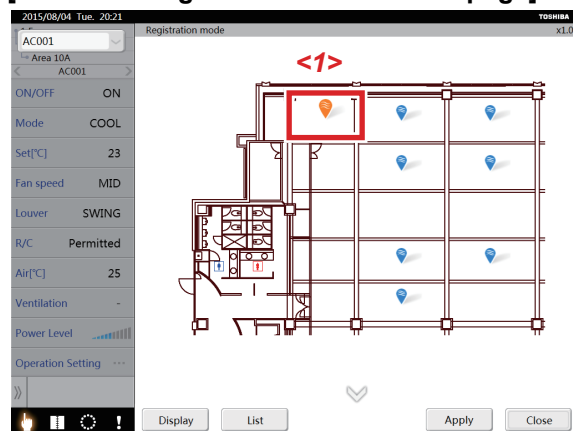 2015/08/04 Tue. 20:21
TOSHIBA
Registration mode
x1.0
AC001
Area 10A
AC001
<1>
ON/OFF ON
Mode COOL
Set[°C] 23
Fan speed MID
Louver SWING
R/C Permitted
Air[°C] 25
Ventilation -
Power Level
Operation Setting ···
Display
List
Apply
Close